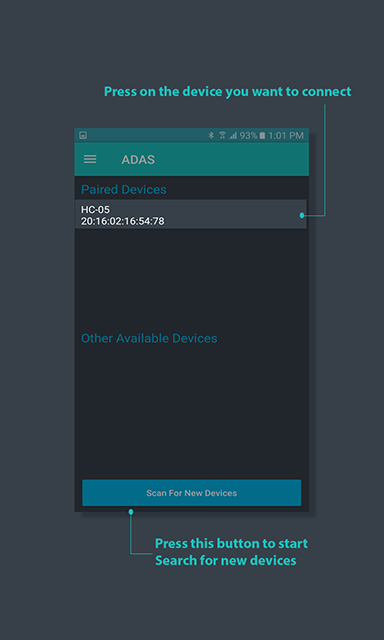 Press on the device you want to connect
93% 1:01 PM
ADAS
Paired Devices
HC-05
20:16:02:16:54:78
Other Available Devices
Scan For New Devices
Press this button to start
Search for new devices